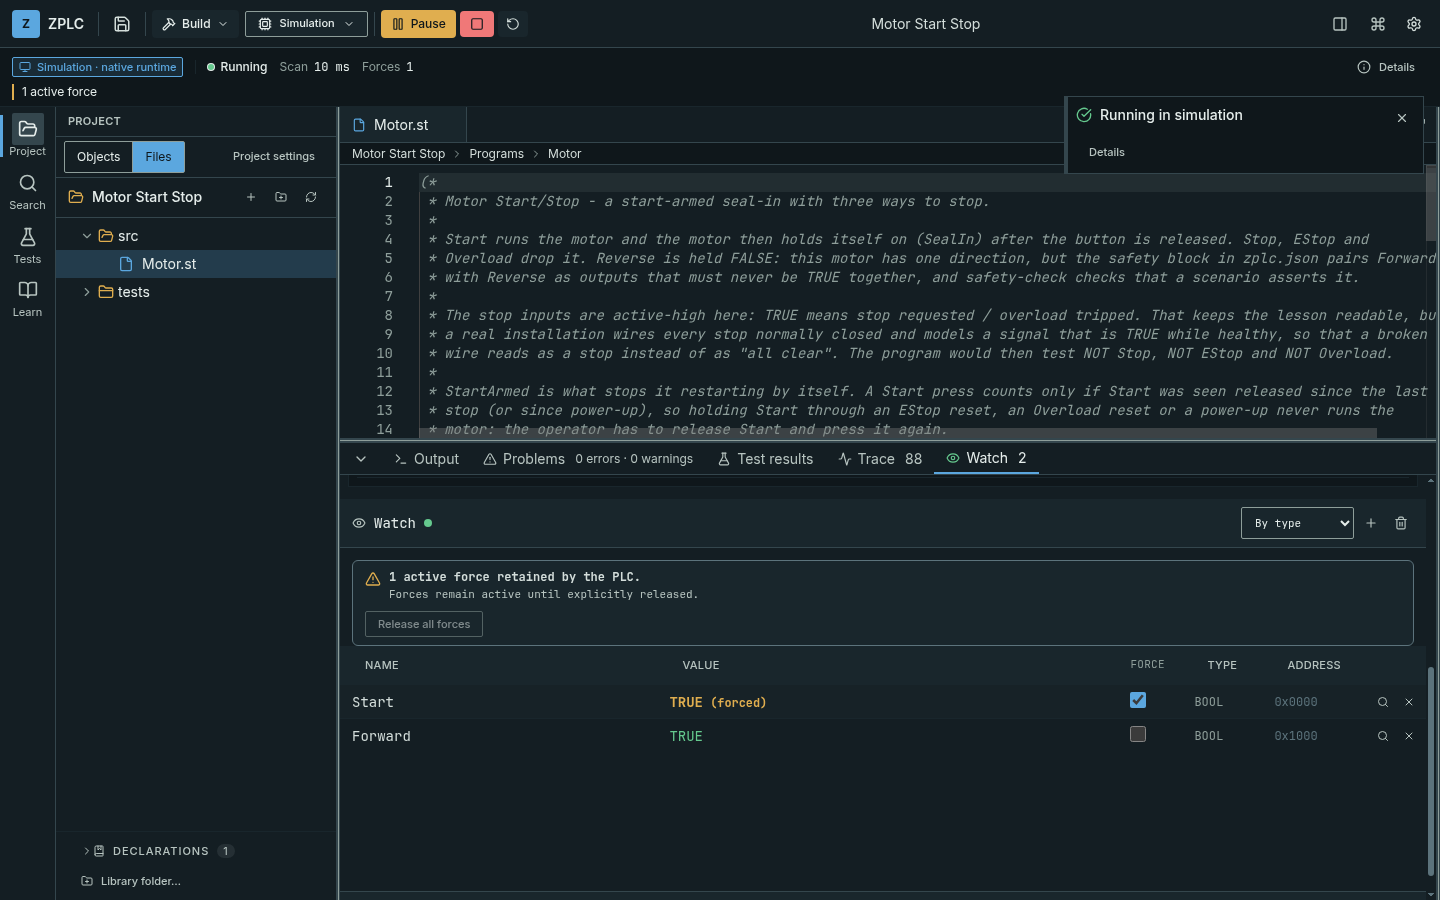 Z ZPLC Build Simulation Pause Motor Start Stop
Simulation · native runtime Running Scan 10 ms Forces 1 Details
1 active force
Project
Search
Tests
Learn
PROJECT
Objects Files Project settings
Motor Start Stop
src
Motor.st
tests
DECLARATIONS 1
Library folder...
Motor.st
Motor Start Stop > Programs > Motor
Running in simulation
Details
1 (*
2 * Motor Start/Stop - a start-armed seal-in with three ways to stop.
3 *
4 * Start runs the motor and the motor then holds itself on (SealIn) after the button is released. Stop, EStop and
5 * Overload drop it. Reverse is held FALSE: this motor has one direction, but the safety block in zplc.json pairs Forward
6 * with Reverse as outputs that must never be TRUE together, and safety-check checks that a scenario asserts it.
7 *
8 * The stop inputs are active-high here: TRUE means stop requested / overload tripped. That keeps the lesson readable, bu
9 * a real installation wires every stop normally closed and models a signal that is TRUE while healthy, so that a broken
10 * wire reads as a stop instead of as "all clear". The program would then test NOT Stop, NOT EStop and NOT Overload.
11 *
12 * StartArmed is what stops it restarting by itself. A Start press counts only if Start was seen released since the last
13 * stop (or since power-up), so holding Start through an EStop reset, an Overload reset or a power-up never runs the
14 * motor: the operator has to release Start and press it again.
Output Problems 0 errors · 0 warnings Test results Trace 88 Watch 2
Watch By type
1 active force retained by the PLC.
Forces remain active until explicitly released.
Release all forces
NAME VALUE FORCE TYPE ADDRESS
Start TRUE (forced) BOOL 0x0000
Forward TRUE BOOL 0x1000